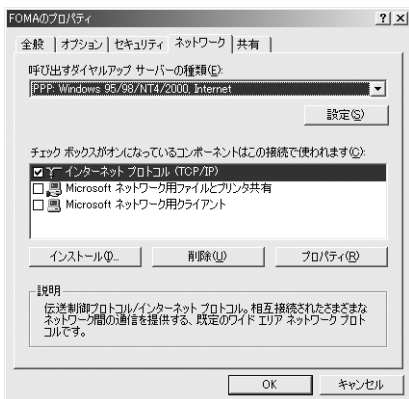 FOMAのプロパティ
全般 オプション セキュリティ ネットワーク 共有
呼び出すダイヤルアップ サーバーの種類(E):
PPP: Windows 95/98/NT4/2000, Internet
設定(S)
チェック ボックスがオンになっているコンポーネントはこの接続で使われます(C):
インターネット プロトコル (TCP/IP)
Microsoft ネットワーク用ファイルとプリンタ共有
Microsoft ネットワーク用クライアント
インストール(I)... 削除(U) プロパティ(R)
説明
伝送制御プロトコル/インターネット プロトコル。相互接続されたさまざまな
ネットワーク間の通信を提供する、既定のワイド エリア ネットワーク プロト
コルです。
OK キャンセル